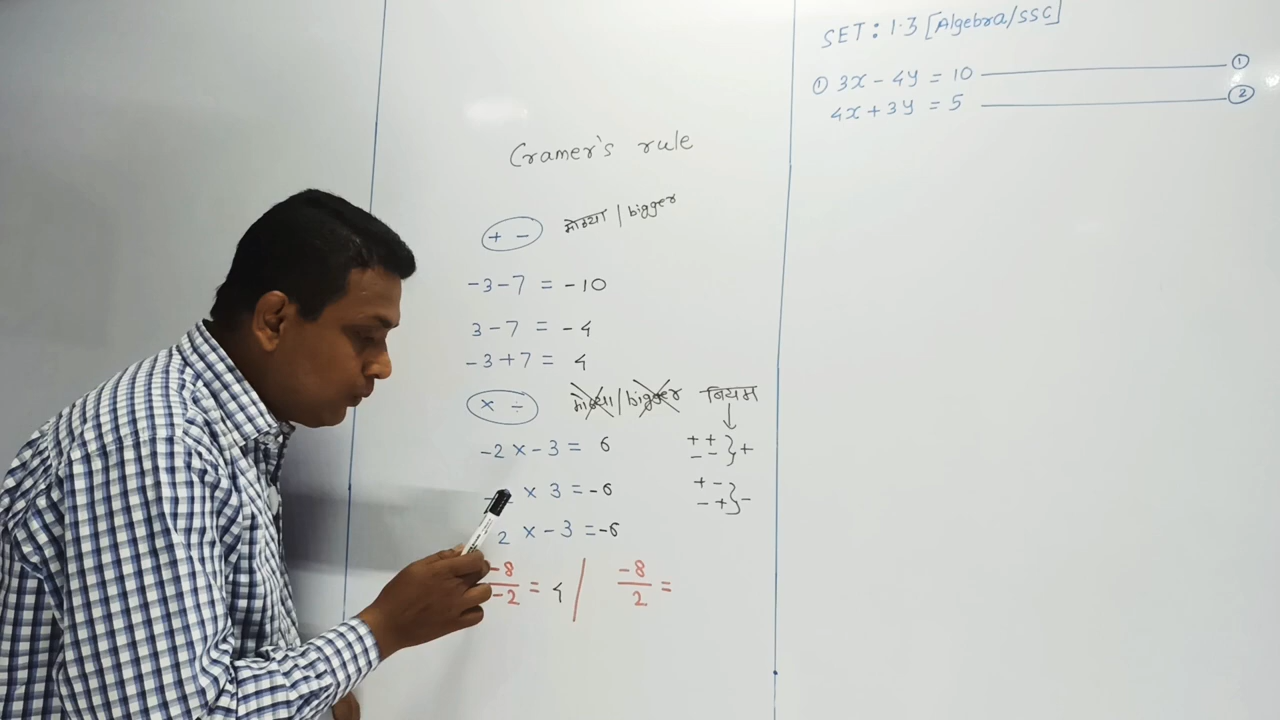 SET : 1.3 [Algebra/SSC]
① 3x - 4y = 10 ①
4x + 3y = 5 ②
Cramer's rule
+ - मोठ्या / bigger
-3 - 7 = -10
3 - 7 = -4
-3 + 7 = 4
× ÷ मोठ्या / bigger नियम
-2 × -3 = 6
+ + } +
- -
× 3 = -6
+ - } -
- +
2 × -3 = -6
-8/-2 = 4 / -8/2 =